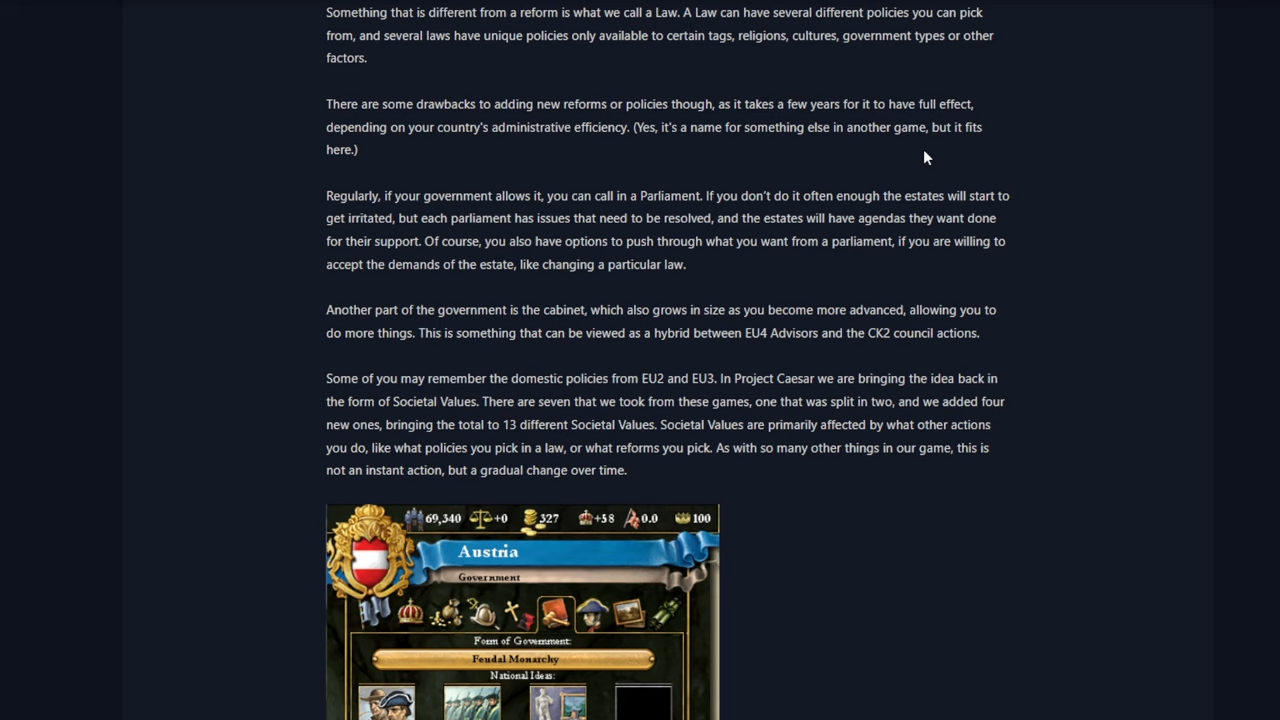 Something that is different from a reform is what we call a Law. A Law can have several different policies you can pick
from, and several laws have unique policies only available to certain tags, religions, cultures, government types or other
factors.
There are some drawbacks to adding new reforms or policies though, as it takes a few years for it to have full effect,
depending on your country's administrative efficiency. (Yes, it's a name for something else in another game, but it fits
here.)
Regularly, if your government allows it, you can call in a Parliament. If you don’t do it often enough the estates will start to
get irritated, but each parliament has issues that need to be resolved, and the estates will have agendas they want done
for their support. Of course, you also have options to push through what you want from a parliament, if you are willing to
accept the demands of the estate, like changing a particular law.
Another part of the government is the cabinet, which also grows in size as you become more advanced, allowing you to
do more things. This is something that can be viewed as a hybrid between EU4 Advisors and the CK2 council actions.
Some of you may remember the domestic policies from EU2 and EU3. In Project Caesar we are bringing the idea back in
the form of Societal Values. There are seven that we took from these games, one that was split in two, and we added four
new ones, bringing the total to 13 different Societal Values. Societal Values are primarily affected by what other actions
you do, like what policies you pick in a law, or what reforms you pick. As with so many other things in our game, this is
not an instant action, but a gradual change over time.
69,340 +0 327 +58 0.0 100
Austria
Government
Form of Government:
Feudal Monarchy
National Ideas: